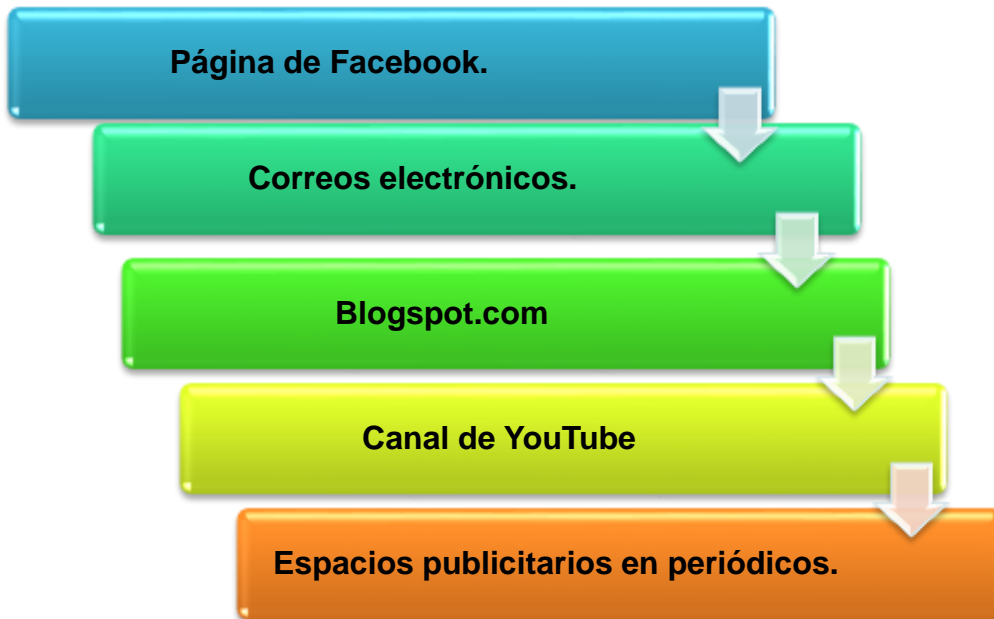 Página de Facebook.
Correos electrónicos.
Blogspot.com
Canal de YouTube
Espacios publicitarios en periódicos.